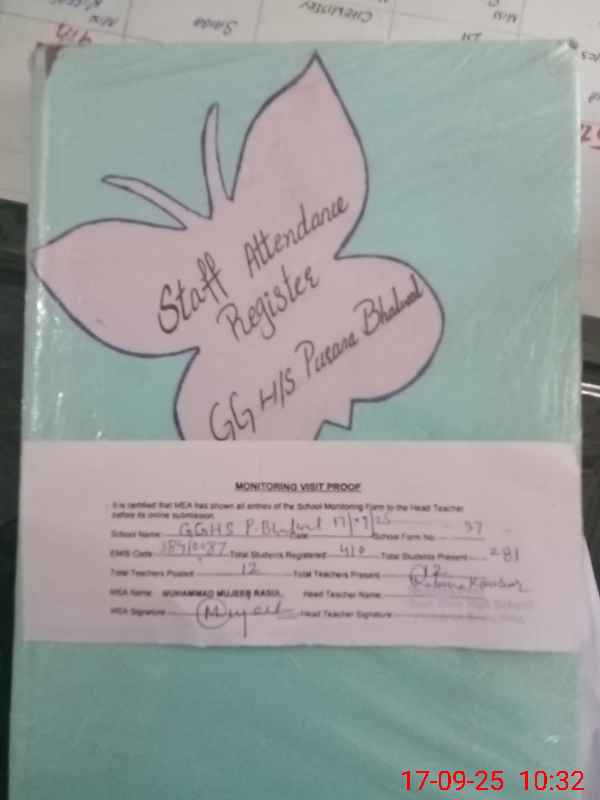 CHEMISTRY
Staff Attendance
Register
GG H/S Purana Bhalwal
MONITORING VISIT PROOF
It is certified that MEA has shown all entries of the School Monitoring Form to the Head Teacher
before its online submission.
School Name GGHS P. Bhalwal Date 17/09/25 School Form No. 37
EMIS Code Total Students Registered 410 Total Students Present 281
Total Teachers Posted 12 Total Teachers Present 12
MEA Name MUHAMMAD MUJEEB RASUL Head Teacher Name
MEA Signature Mujeeb Head Teacher Signature
17-09-25 10:32